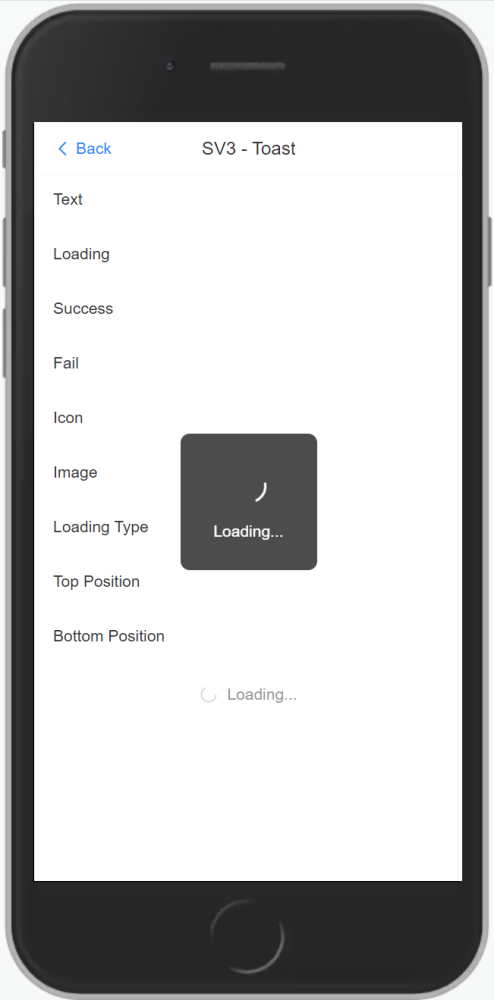 Back
SV3 - Toast
Text
Loading
Success
Fail
Icon
Image
Loading...
Loading Type
Top Position
Bottom Position
Loading...